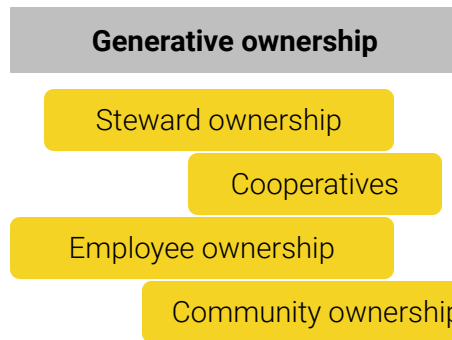 Generative ownership
Steward ownership
Cooperatives
Employee ownership
Community ownership